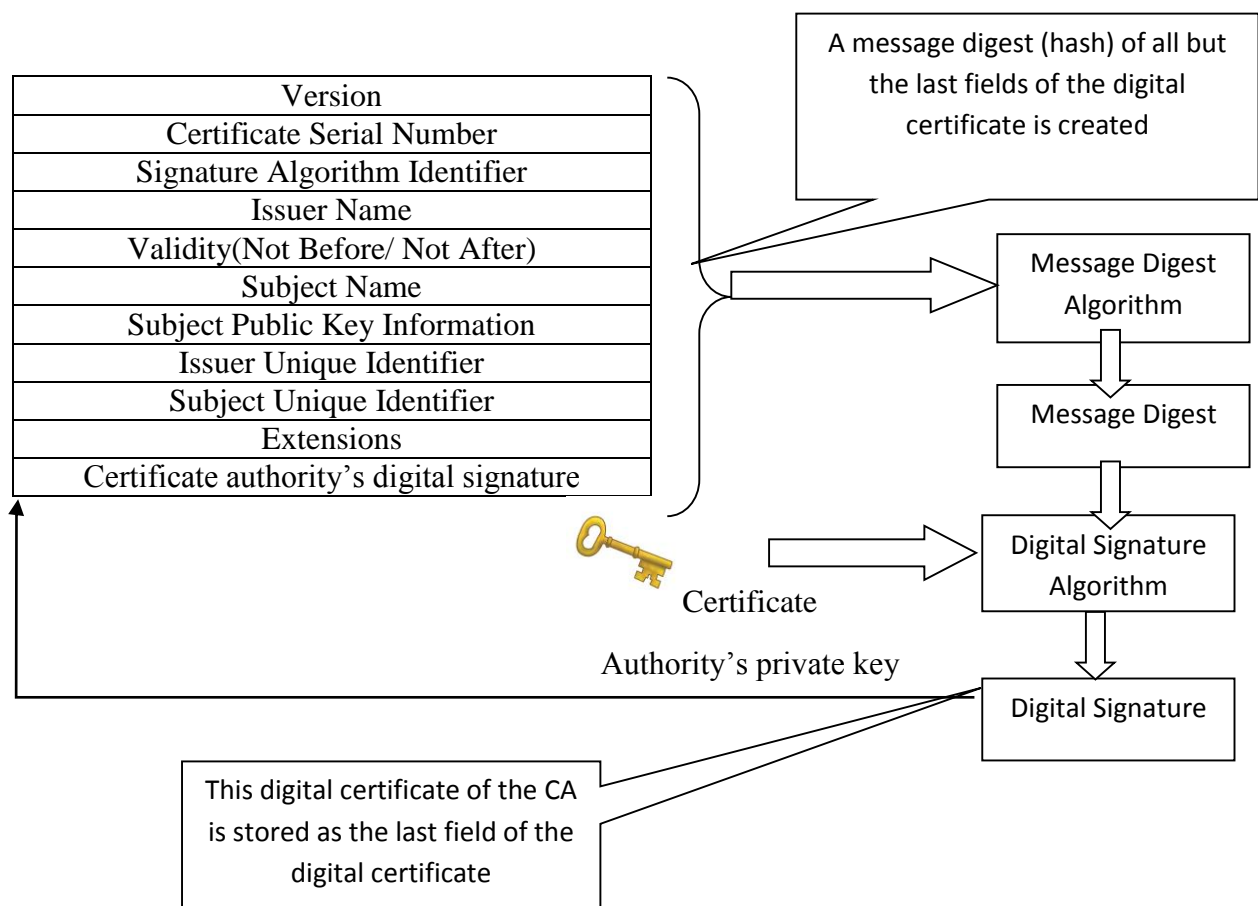 A message digest (hash) of all but
the last fields of the digital
certificate is created
Version
Certificate Serial Number
Signature Algorithm Identifier
Issuer Name
Validity(Not Before/ Not After)
Subject Name
Subject Public Key Information
Issuer Unique Identifier
Subject Unique Identifier
Extensions
Certificate authority’s digital signature
Message Digest
Algorithm
Message Digest
Digital Signature
Algorithm
Certificate
Authority’s private key
Digital Signature
This digital certificate of the CA
is stored as the last field of the
digital certificate